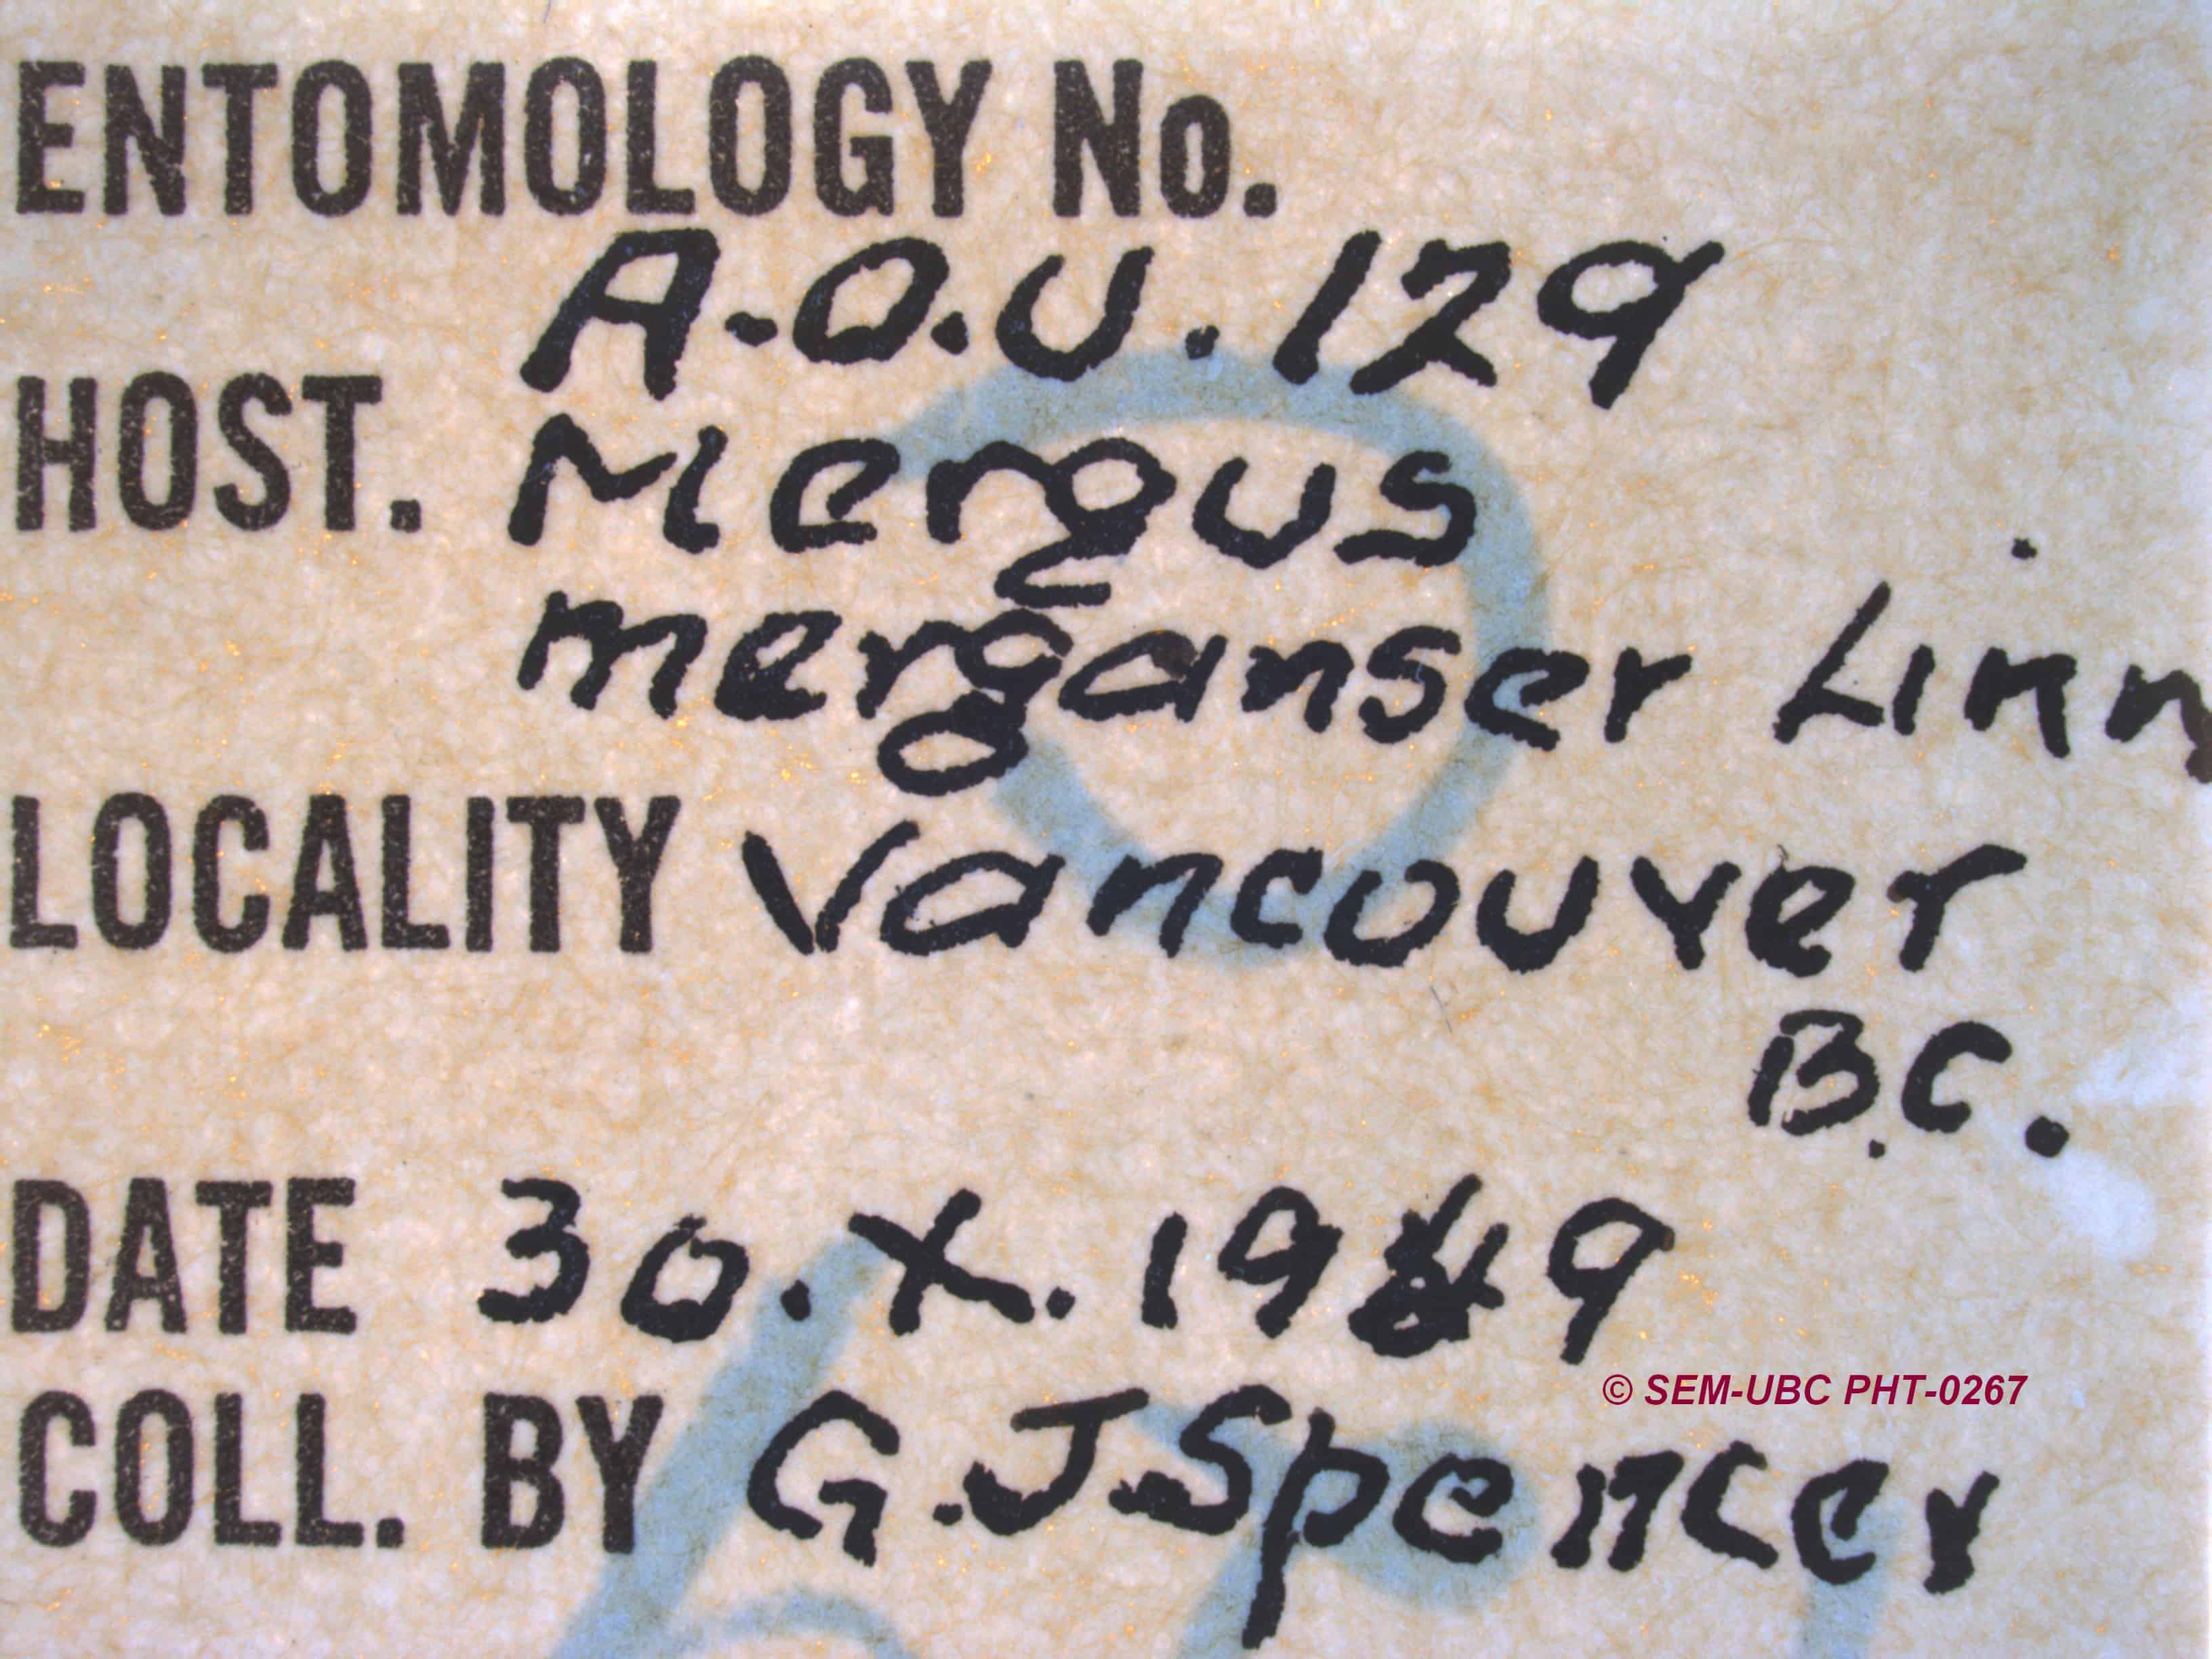 ENTOMOLOGY No.
A.O.U. 129
HOST. Mergus
merganser Linn
LOCALITY Vancouver
B.C.
DATE 30.X.1949
© SEM-UBC PHT-0267
COLL. BY G.J.Spencer